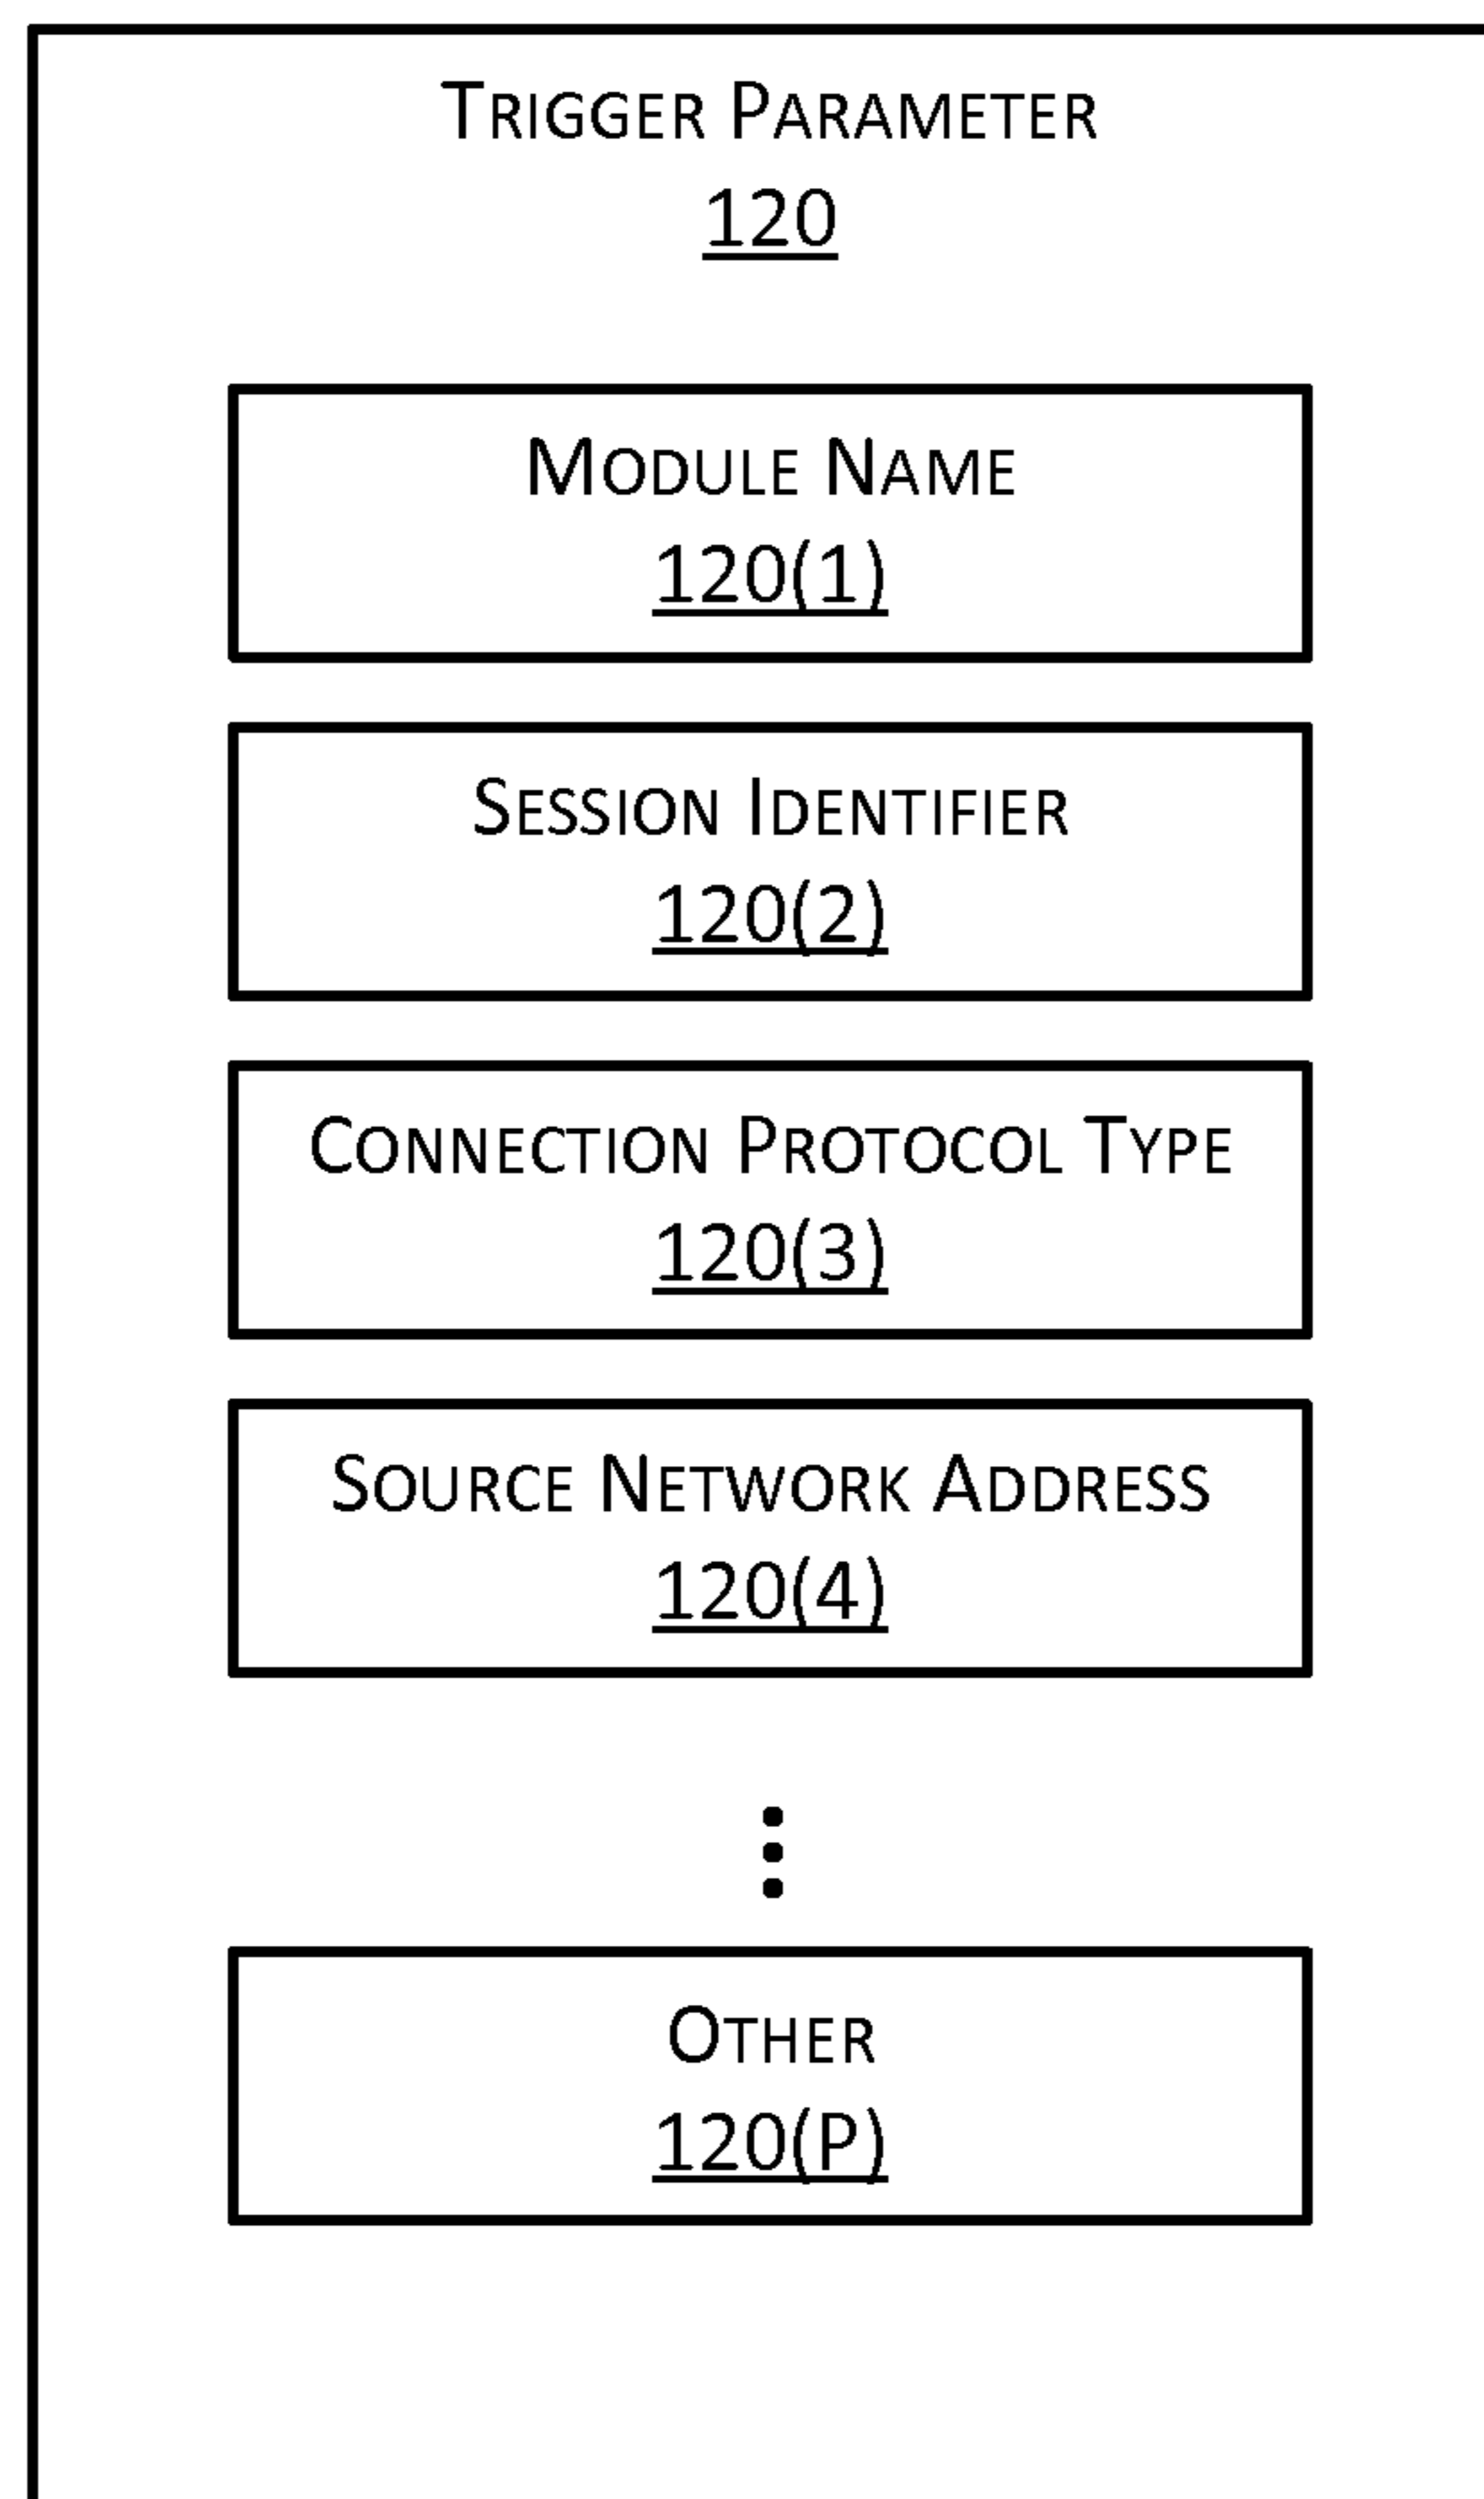 TRIGGER PARAMETER
120
MODULE NAME
120(1)
SESSION IDENTIFIER
120(2)
CONNECTION PROTOCOL TYPE
120(3)
SOURCE NETWORK ADDRESS
120(4)
OTHER
120(P)